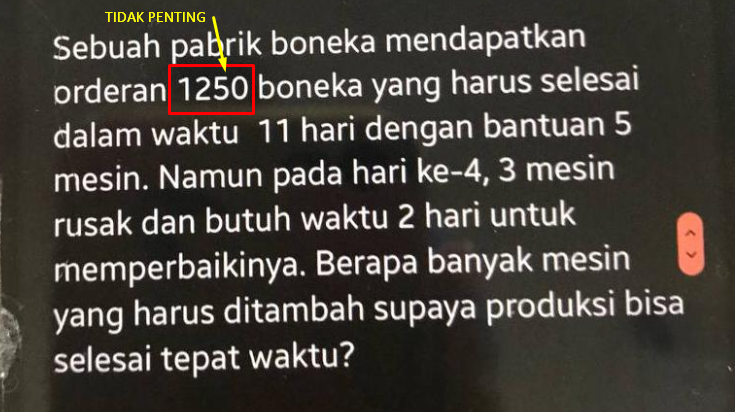 TIDAK PENTING
Sebuah pabrik boneka mendapatkan
orderan 1250 boneka yang harus selesai
dalam waktu 11 hari dengan bantuan 5
mesin. Namun pada hari ke-4, 3 mesin
rusak dan butuh waktu 2 hari untuk
memperbaikinya. Berapa banyak mesin
yang harus ditambah supaya produksi bisa
selesai tepat waktu?